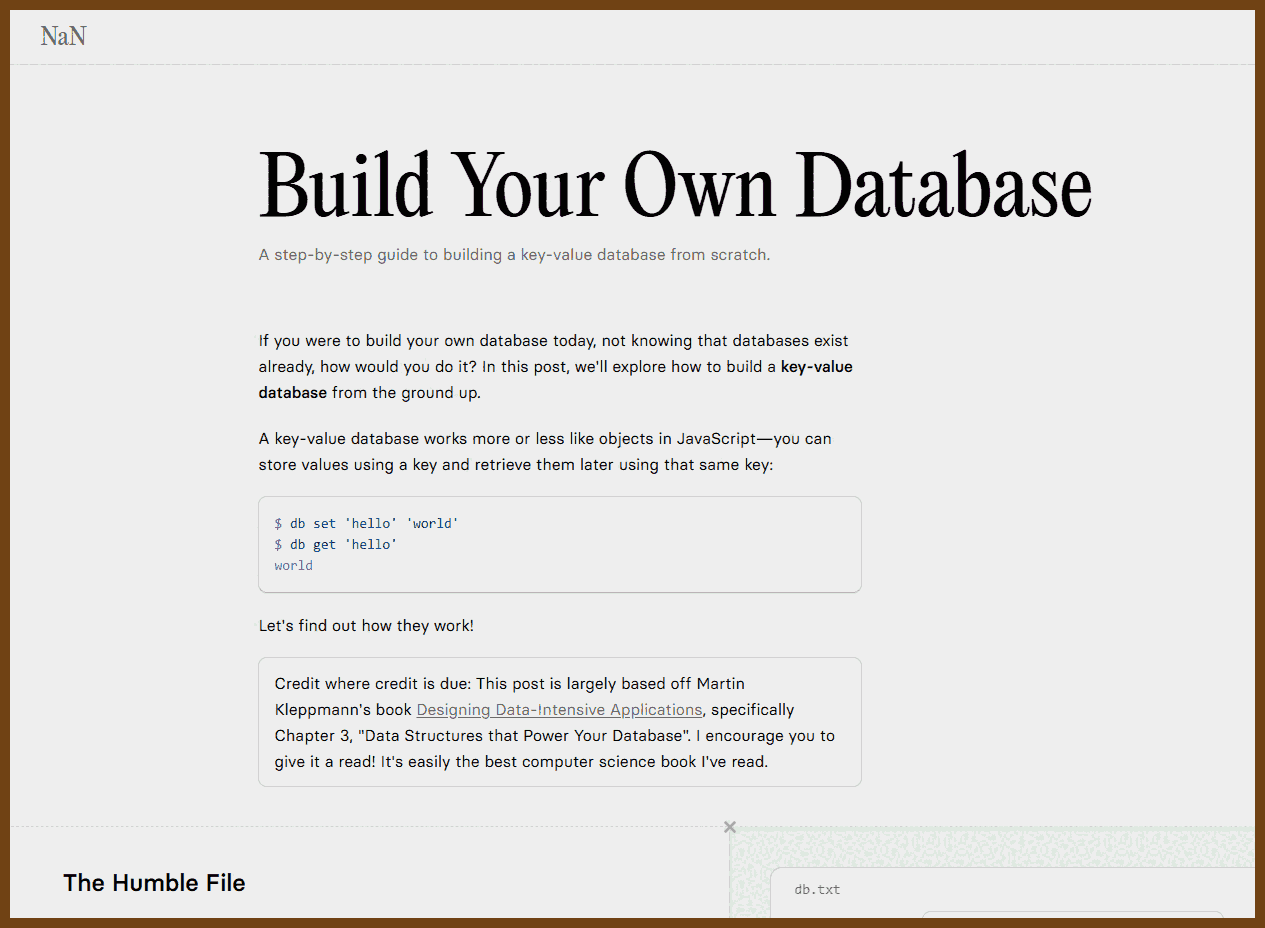 NaN
Build Your Own Database
A step-by-step guide to building a key-value database from scratch.
If you were to build your own database today, not knowing that databases exist
already, how would you do it? In this post, we'll explore how to build a key-value
database from the ground up.
A key-value database works more or less like objects in JavaScript—you can
store values using a key and retrieve them later using that same key:
$ db set 'hello' 'world'
$ db get 'hello'
world
Let's find out how they work!
Credit where credit is due: This post is largely based off Martin
Kleppmann's book Designing Data-Intensive Applications, specifically
Chapter 3, "Data Structures that Power Your Database". I encourage you to
give it a read! It's easily the best computer science book I've read.
The Humble File
db.txt